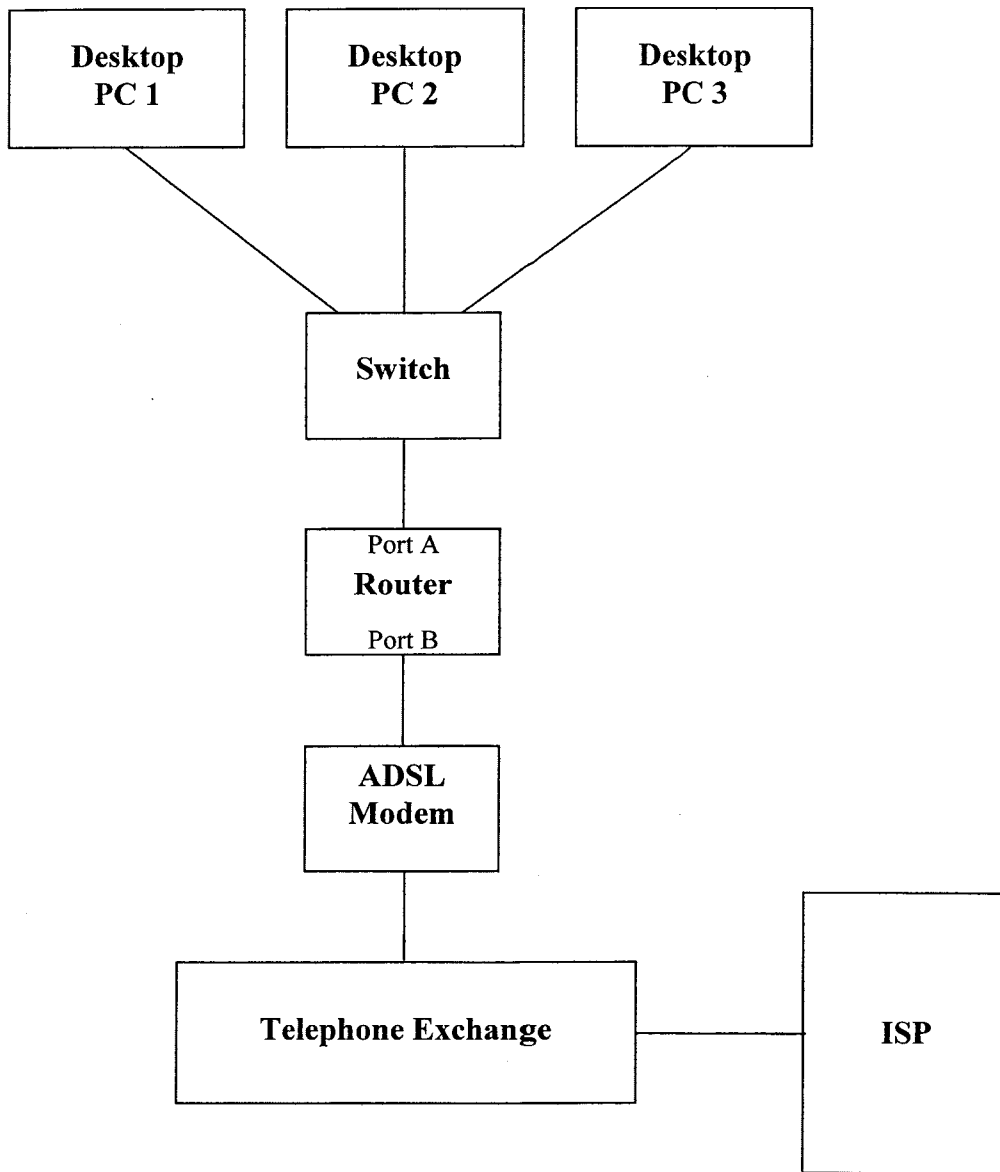 Desktop
PC 1
Desktop
PC 2
Desktop
PC 3
Switch
Port A
Router
Port B
ADSL
Modem
Telephone Exchange
ISP